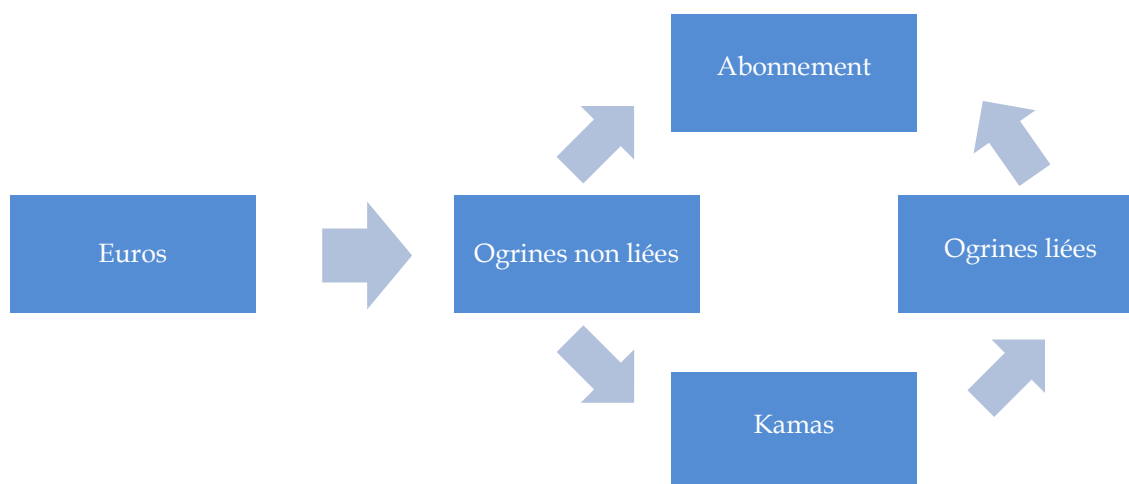 Abonnement
Euros
Ogrines non liées
Ogrines liées
Kamas